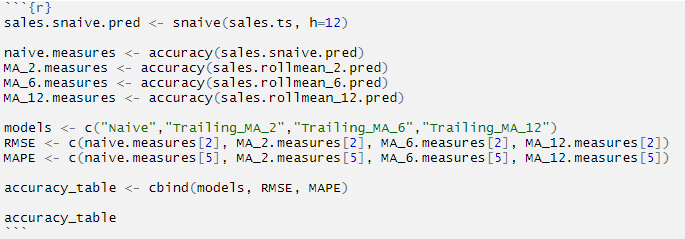 ```{r}
sales.snaive.pred <- snaive(sales.ts, h=12)
naive.measures <- accuracy(sales.snaive.pred)
MA_2.measures <- accuracy(sales.rollmean_2.pred)
MA_6.measures <- accuracy(sales.rollmean_6.pred)
MA_12.measures <- accuracy(sales.rollmean_12.pred)
models <- c("Naive","Trailing_MA_2","Trailing_MA_6","Trailing_MA_12")
RMSE <- c(naive.measures[2], MA_2.measures[2], MA_6.measures[2], MA_12.measures[2])
MAPE <- c(naive.measures[5], MA_2.measures[5], MA_6.measures[5], MA_12.measures[5])
accuracy_table <- cbind(models, RMSE, MAPE)
accuracy_table
```